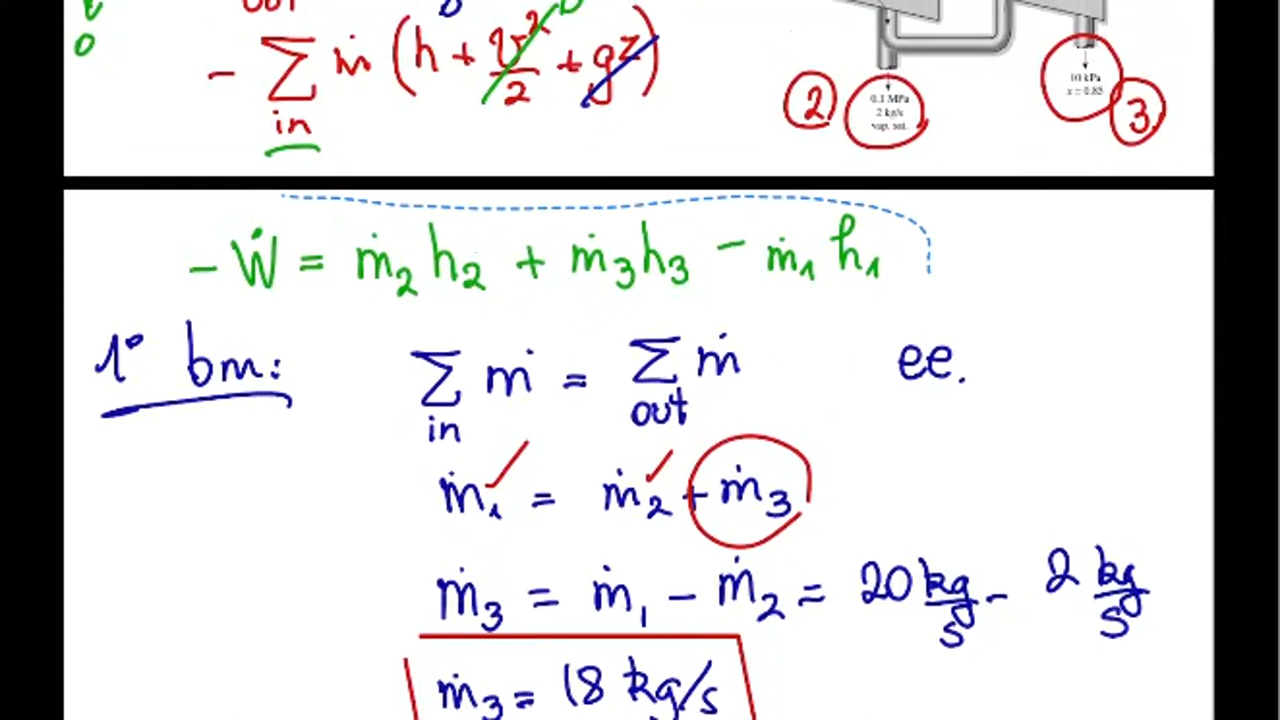 out
0
- Σ ṁ (h + v²/2 + gz)
in
② 0.1 MPa
2 kg/s
vap. sat.
10 kPa
x = 0.85
③
- Ẇ = ṁ₂ h₂ + ṁ₃ h₃ - ṁ₁ h₁
1° bm: Σ ṁ = Σ ṁ ee.
in out
ṁ₁ = ṁ₂ + ṁ₃
ṁ₃ = ṁ₁ - ṁ₂ = 20 kg/s - 2 kg/s
ṁ₃ = 18 kg/s